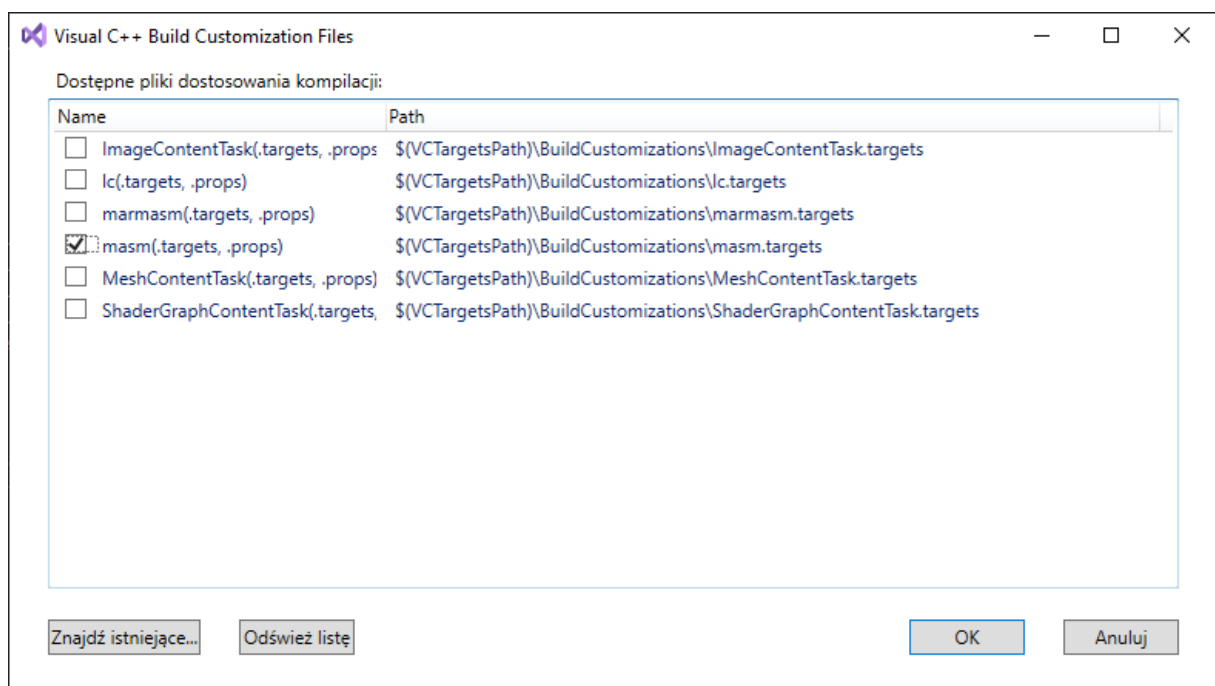 Visual C++ Build Customization Files
Dostępne pliki dostosowania kompilacji:
Name Path
ImageContentTask(.targets, .props $(VCTargetsPath)\BuildCustomizations\ImageContentTask.targets
lc(.targets, .props) $(VCTargetsPath)\BuildCustomizations\lc.targets
marmasm(.targets, .props) $(VCTargetsPath)\BuildCustomizations\marmasm.targets
masm(.targets, .props) $(VCTargetsPath)\BuildCustomizations\masm.targets
MeshContentTask(.targets, .props) $(VCTargetsPath)\BuildCustomizations\MeshContentTask.targets
ShaderGraphContentTask(.targets, $(VCTargetsPath)\BuildCustomizations\ShaderGraphContentTask.targets
Znajdź istniejące... Odśwież listę OK Anuluj